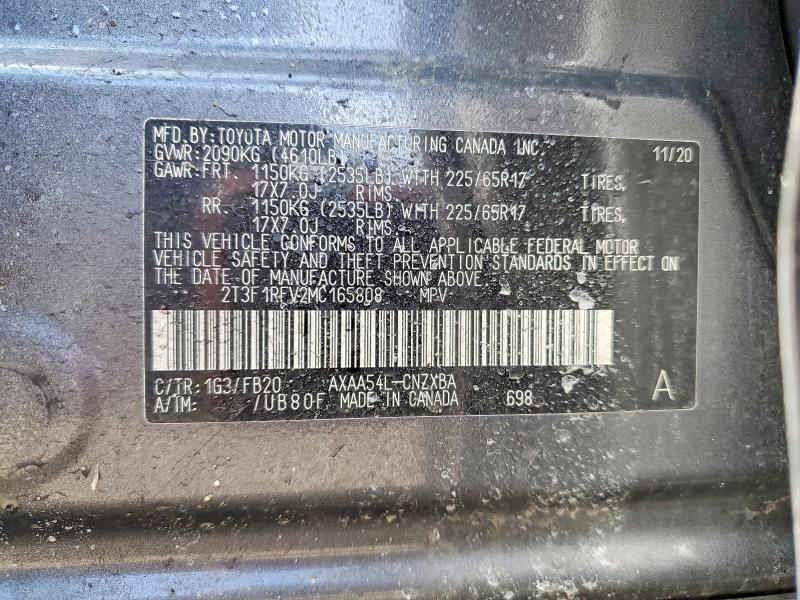 MFD.BY:TOYOTA MOTOR MANUFACTURING CANADA INC 11/20
GVWR:2090KG (4610LB)
GAWR:FRT. 1150KG (2535LB) WITH 225/65R17 TIRES,
17X7.0J RIMS,
RR. 1150KG (2535LB) WITH 225/65R17 TIRES,
17X7.0J RIMS.
THIS VEHICLE CONFORMS TO ALL APPLICABLE FEDERAL MOTOR
VEHICLE SAFETY AND THEFT PREVENTION STANDARDS IN EFFECT ON
THE DATE OF MANUFACTURE SHOWN ABOVE.
2T3F1RFV2MC165808 MPV
C/TR:1G3/FB20 AXAA54L-CNZXBA A
A/TM: /UB80F MADE IN CANADA 698